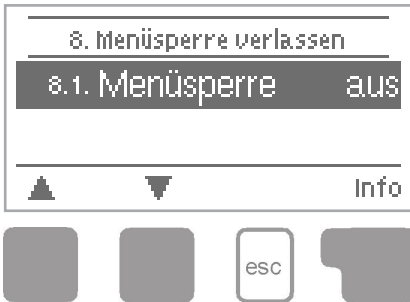 8. Menüsperre verlassen
8.1. Menüsperre aus
▲ ▼ Info
esc